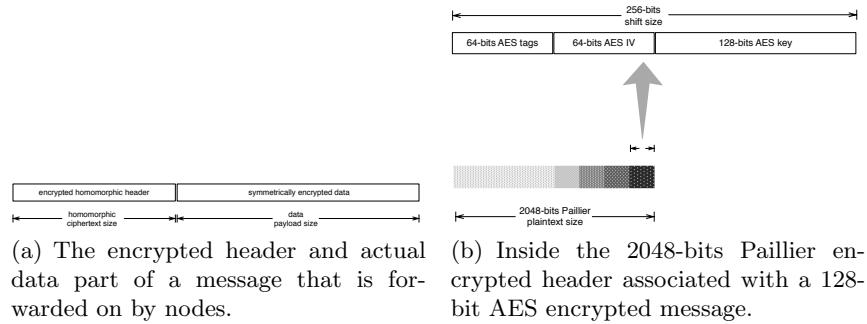 256-bits
shift size
64-bits AES tags 64-bits AES IV 128-bits AES key
encrypted homomorphic header symmetrically encrypted data
homomorphic
ciphertext size
data
payload size
2048-bits Paillier
plaintext size
(a) The encrypted header and actual
data part of a message that is for-
warded on by nodes.
(b) Inside the 2048-bits Paillier en-
crypted header associated with a 128-
bit AES encrypted message.